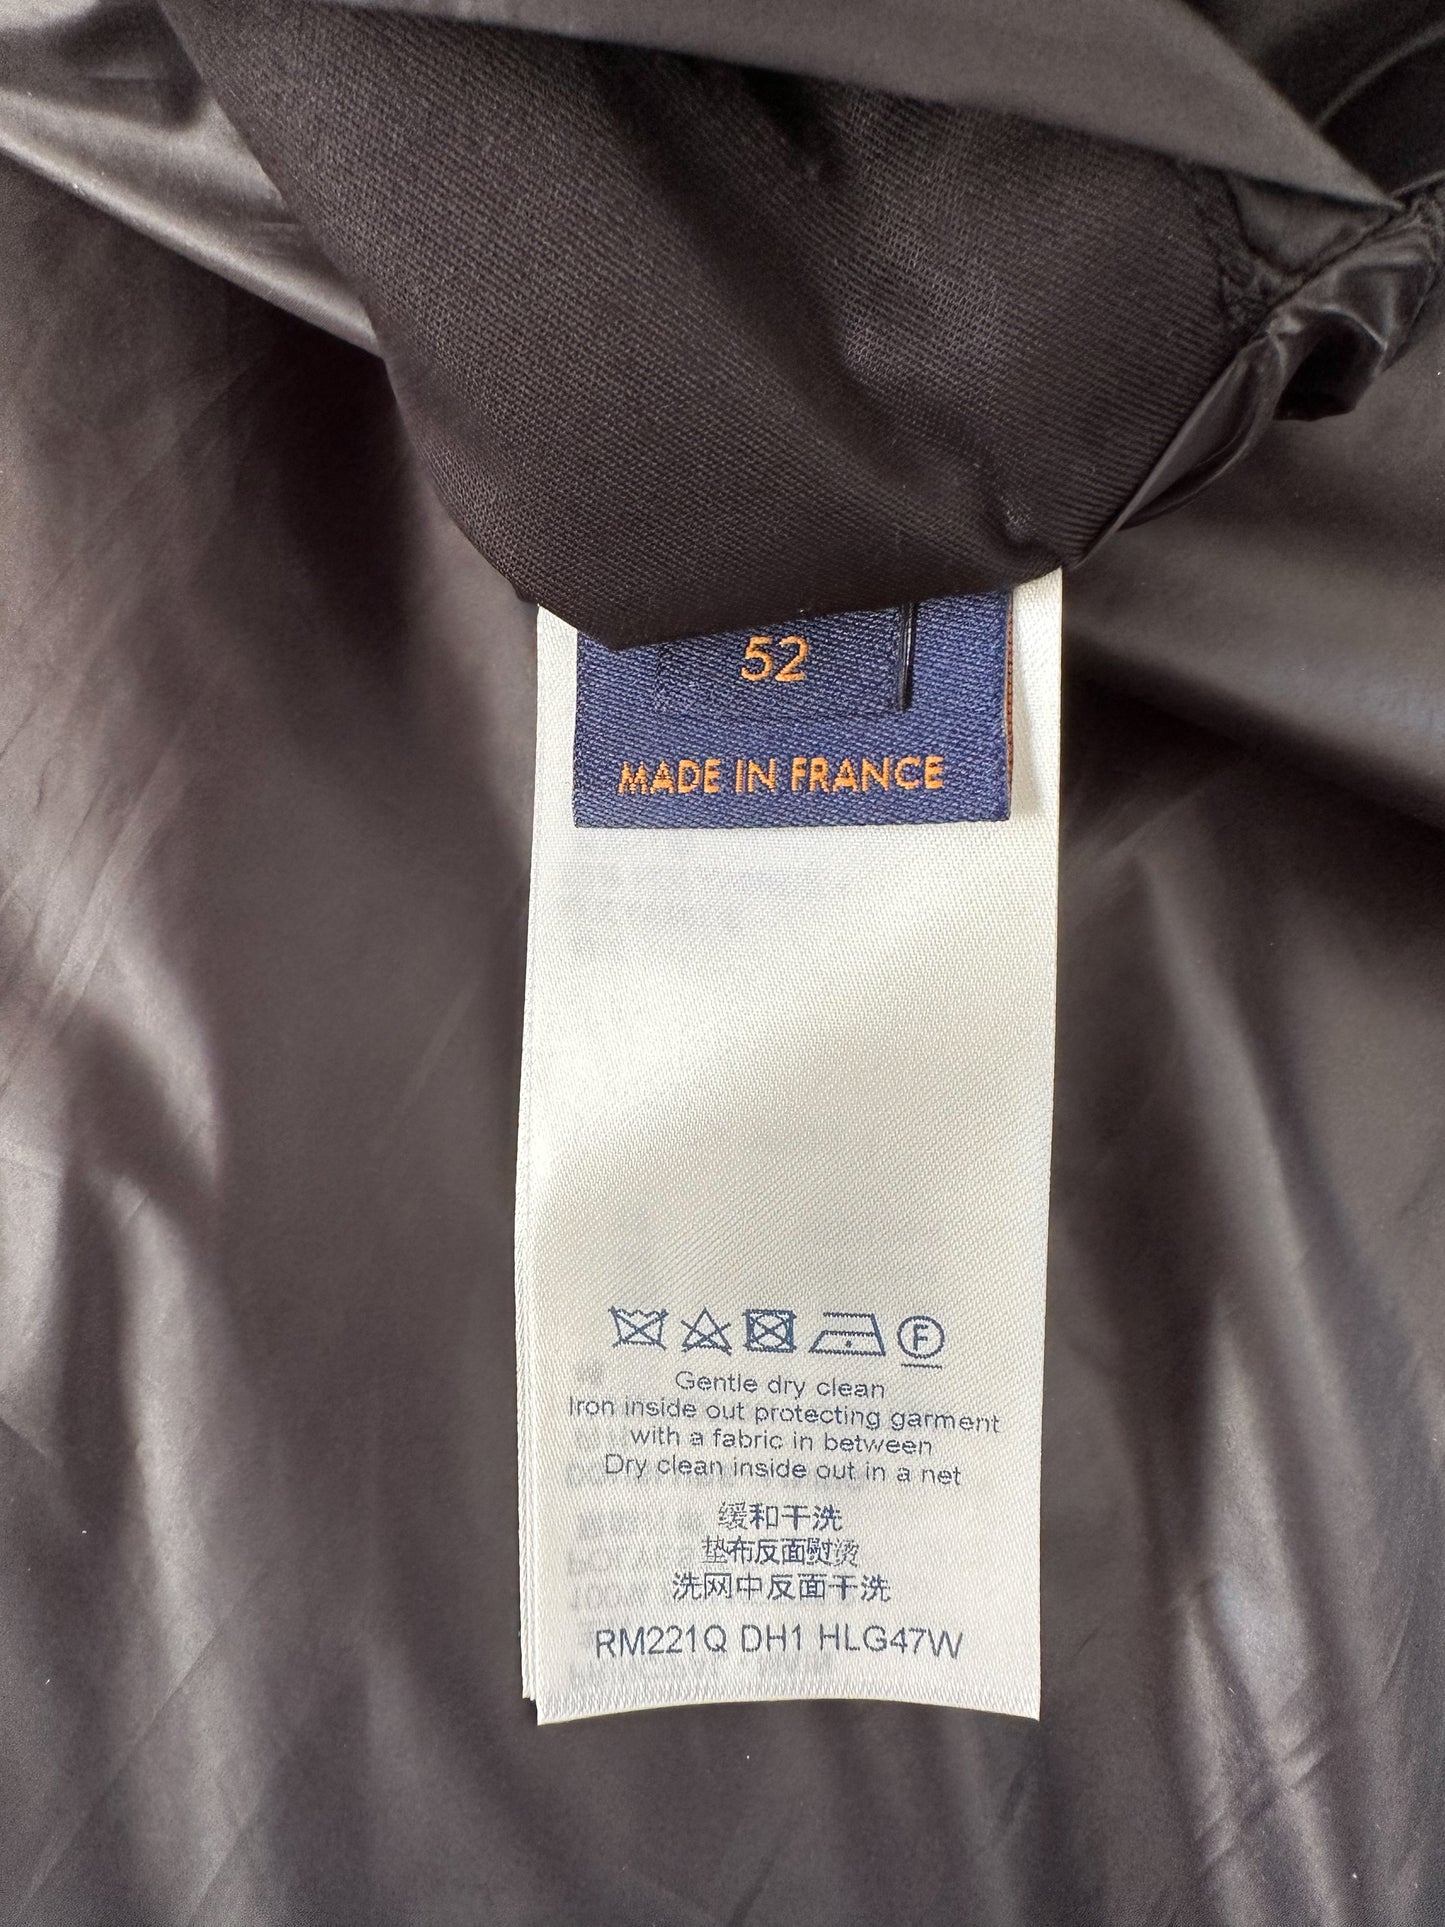 52
MADE IN FRANCE
F
Gentle dry clean
Iron inside out protecting garment
with a fabric in between
Dry clean inside out in a net
缓和干洗
垫布反面熨烫
洗网中反面干洗
RM221Q DH1 HLG47W